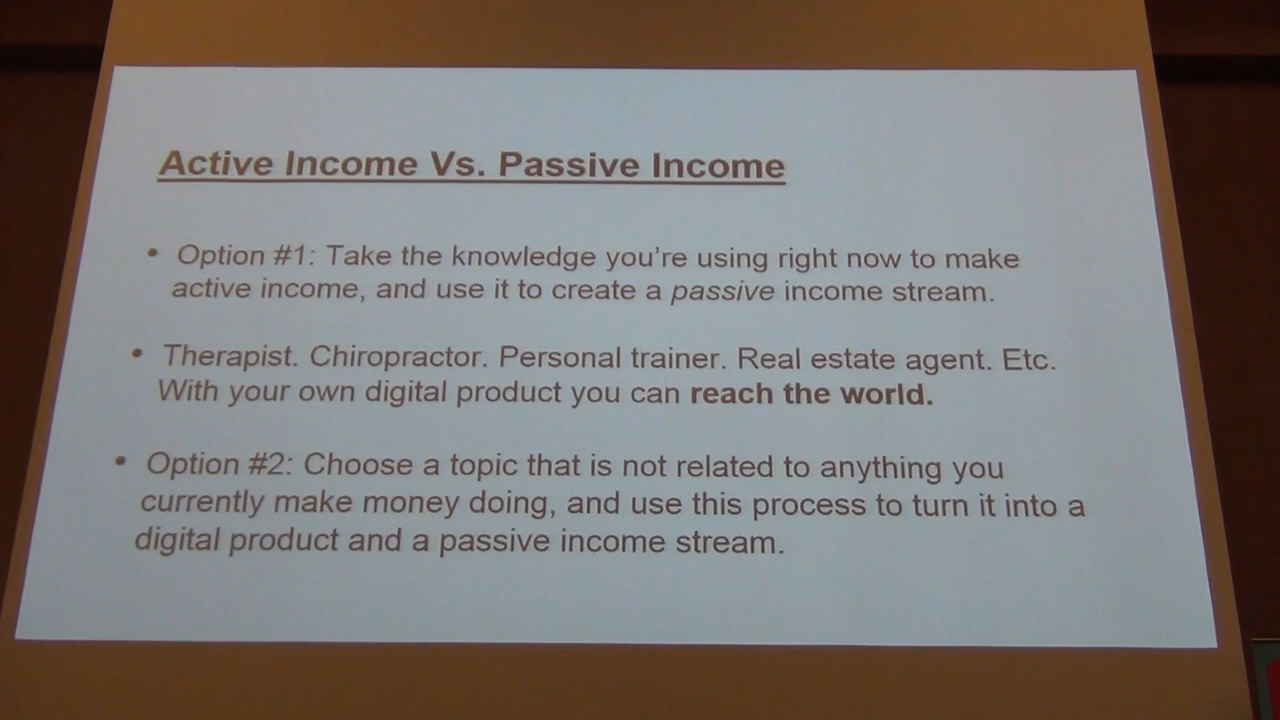 Active Income Vs. Passive Income
• Option #1: Take the knowledge you're using right now to make
active income, and use it to create a passive income stream.
• Therapist. Chiropractor. Personal trainer. Real estate agent. Etc.
With your own digital product you can reach the world.
• Option #2: Choose a topic that is not related to anything you
currently make money doing, and use this process to turn it into a
digital product and a passive income stream.